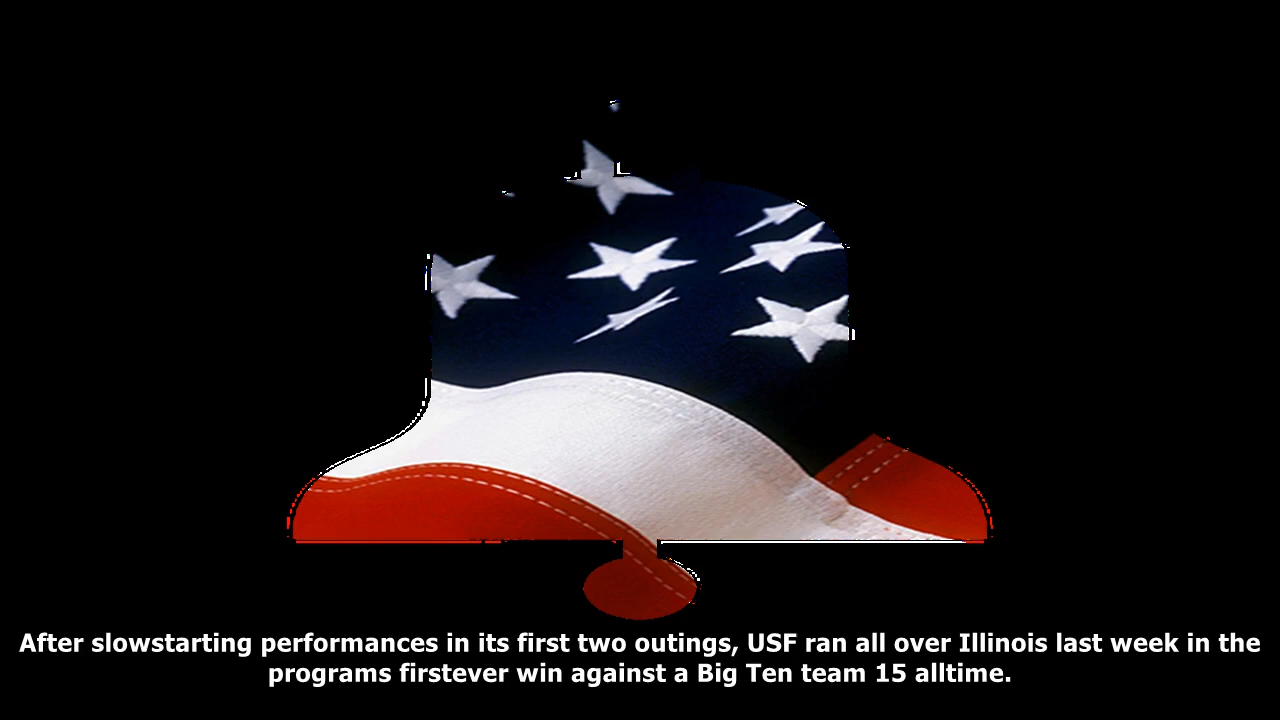 After slowstarting performances in its first two outings, USF ran all over Illinois last week in the
programs firstever win against a Big Ten team 15 alltime.